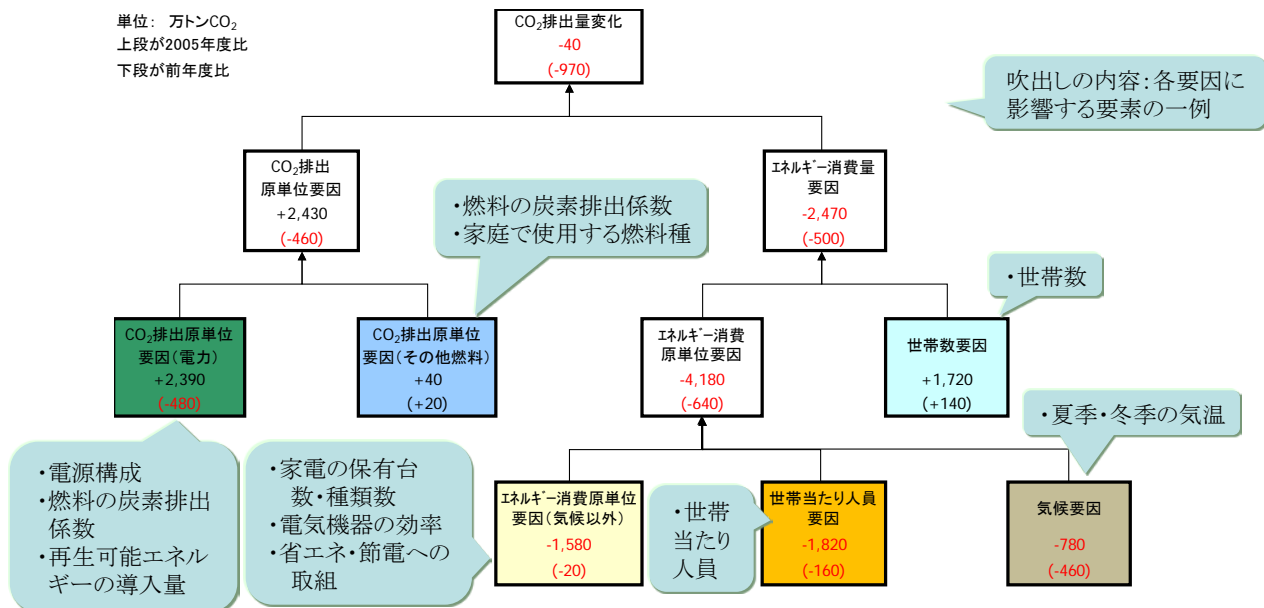 単位： 万トンCO₂
上段が2005年度比
下段が前年度比
CO₂排出量変化
-40
(-970)
吹出しの内容：各要因に
影響する要素の一例
CO₂排出
原単位要因
+2,430
(-460)
・燃料の炭素排出係数
・家庭で使用する燃料種
ｴﾈﾙｷﾞｰ消費量
要因
-2,470
(-500)
・世帯数
CO₂排出原単位
要因（電力）
+2,390
(-480)
CO₂排出原単位
要因（その他燃料）
+40
(+20)
ｴﾈﾙｷﾞｰ消費
原単位要因
-4,180
(-640)
世帯数要因
+1,720
(+140)
・夏季・冬季の気温
・電源構成
・燃料の炭素排出
係数
・再生可能エネル
ギーの導入量
・家電の保有台
数・種類数
・電気機器の効率
・省エネ・節電への
取組
ｴﾈﾙｷﾞｰ消費原単位
要因（気候以外）
-1,580
(-20)
・世帯
当たり
人員
世帯当たり人員
要因
-1,820
(-160)
気候要因
-780
(-460)